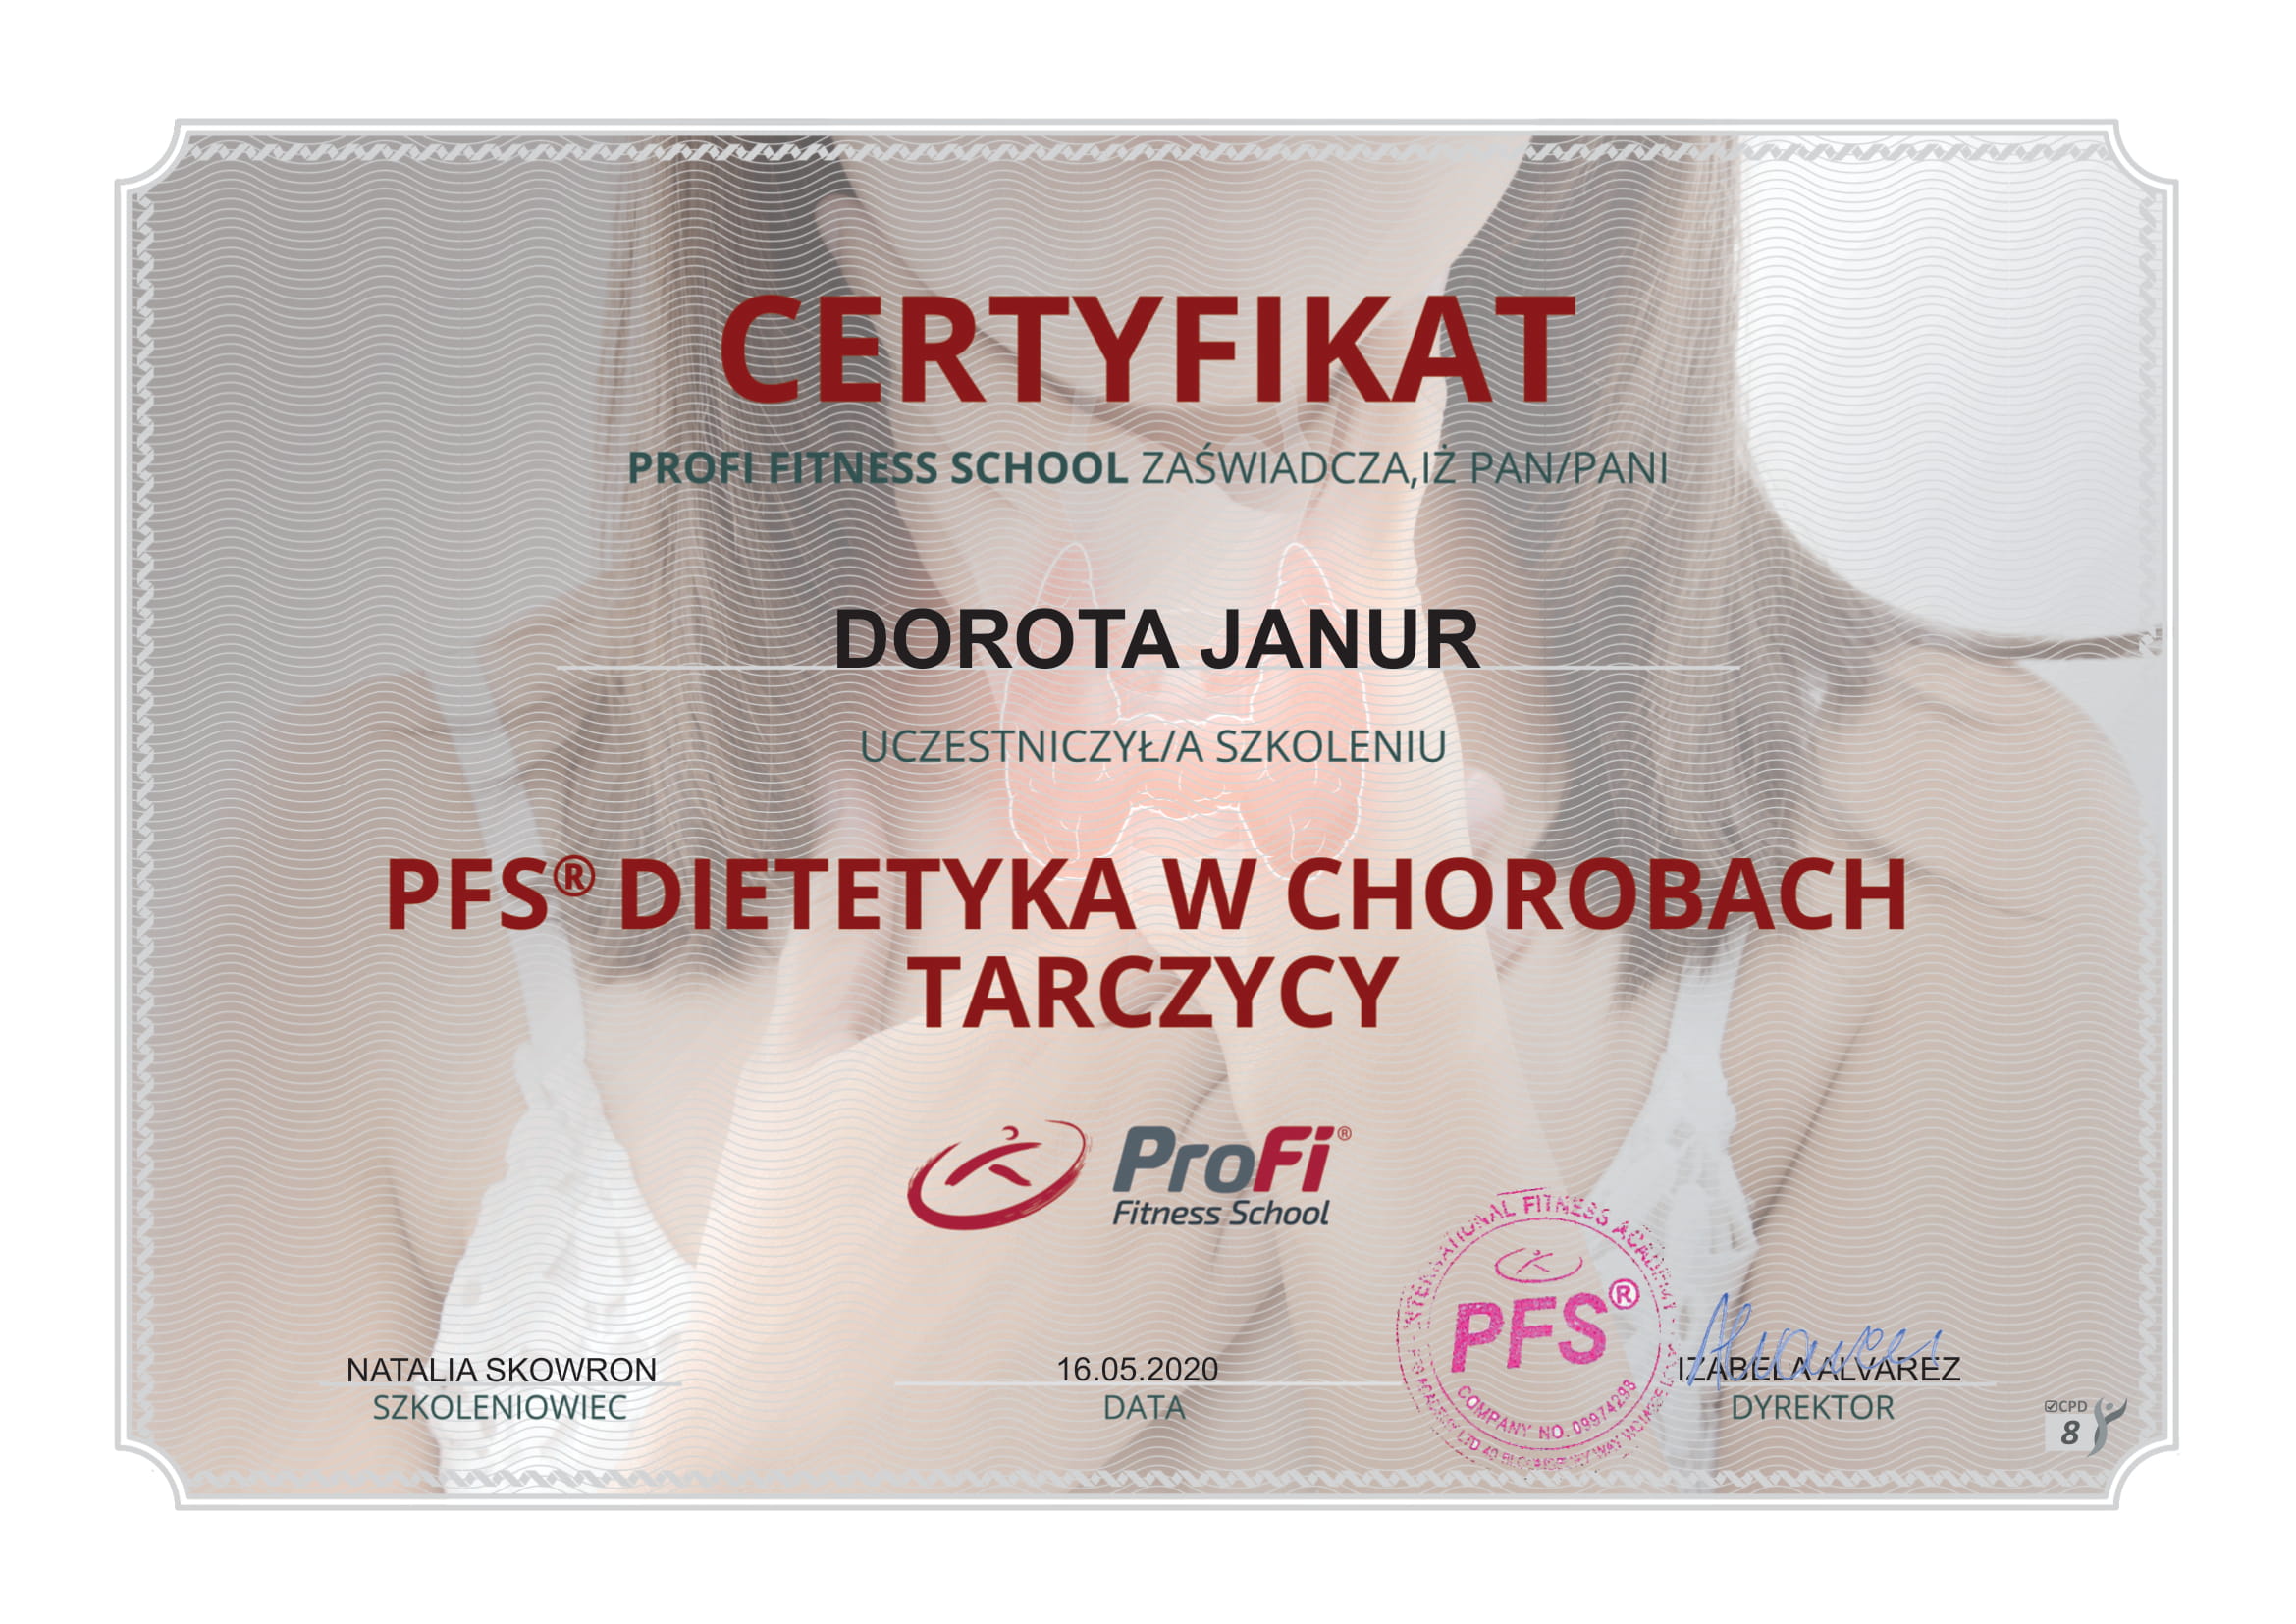 CERTYFIKAT
PROFI FITNESS SCHOOL ZAŚWIADCZA,IŻ PAN/PANI
DOROTA JANUR
UCZESTNICZYŁ/A SZKOLENIU
PFS® DIETETYKA W CHOROBACH
TARCZYCY
ProFi®
Fitness School
INTERNATIONAL FITNESS ACADEMY
PFS®
COMPANY NO. 09974298
NATALIA SKOWRON
SZKOLENIOWIEC
16.05.2020
DATA
IZABELA ALVAREZ
DYREKTOR
CPD
8